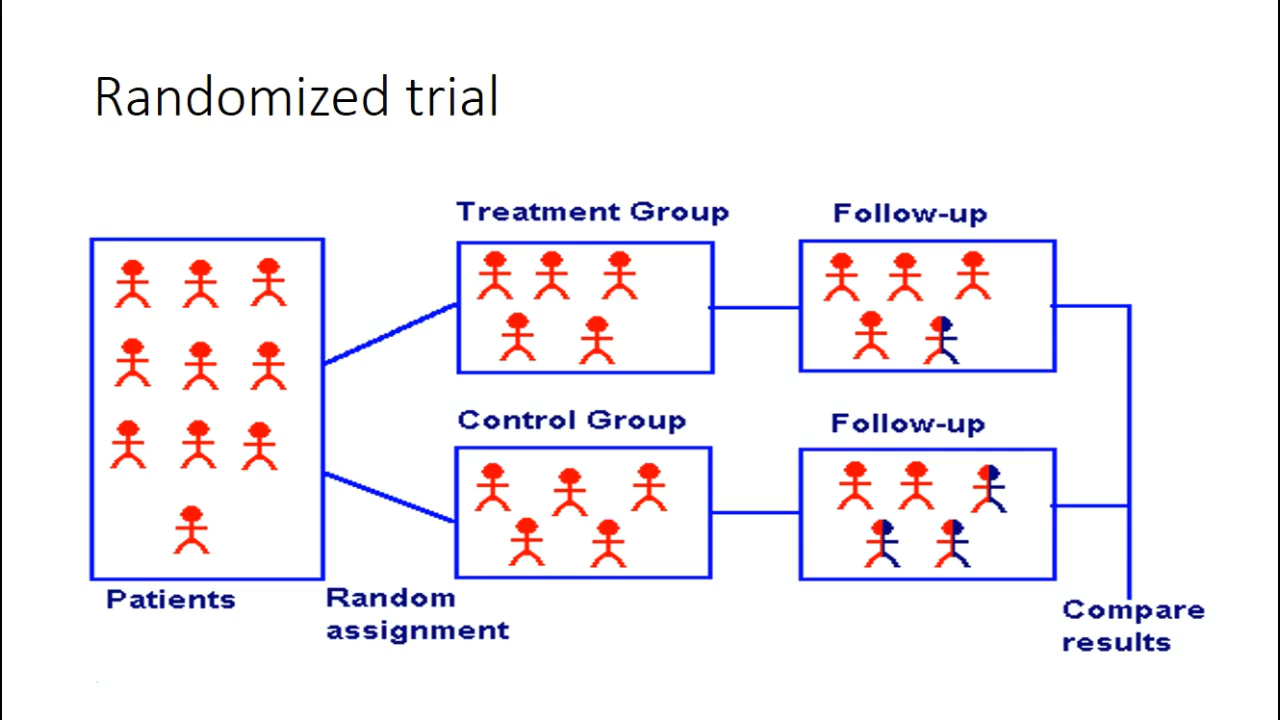 Randomized trial
Treatment Group
Follow-up
Control Group
Follow-up
Patients
Random
assignment
Compare
results